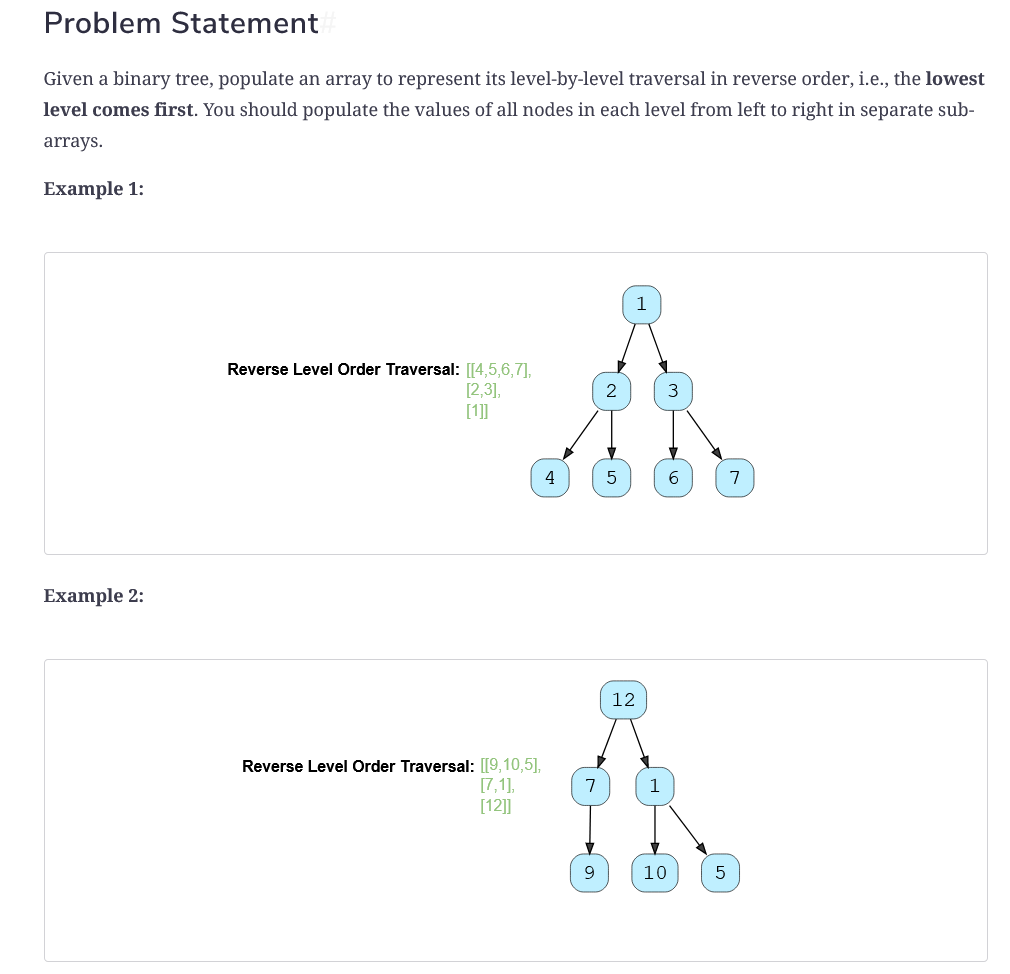 Problem Statement#
Given a binary tree, populate an array to represent its level-by-level traversal in reverse order, i.e., the lowest
level comes first. You should populate the values of all nodes in each level from left to right in separate sub-
arrays.
Example 1:
1
Reverse Level Order Traversal: [[4,5,6,7],
[2,3],
[1]]
2 3
4 5 6 7
Example 2:
12
Reverse Level Order Traversal: [[9,10,5],
[7,1],
[12]]
7 1
9 10 5